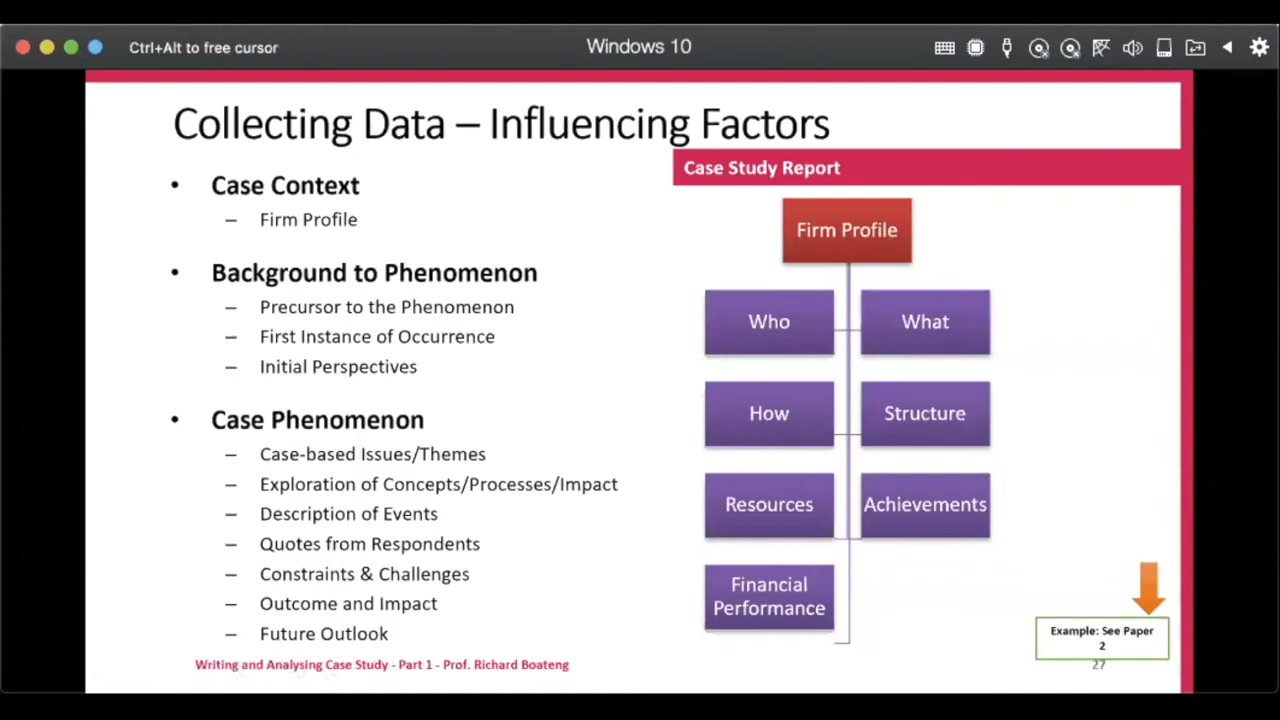 Ctrl+Alt to free cursor
Windows 10
Collecting Data – Influencing Factors
Case Study Report
• Case Context
– Firm Profile
• Background to Phenomenon
– Precursor to the Phenomenon
– First Instance of Occurrence
– Initial Perspectives
• Case Phenomenon
– Case-based Issues/Themes
– Exploration of Concepts/Processes/Impact
– Description of Events
– Quotes from Respondents
– Constraints & Challenges
– Outcome and Impact
– Future Outlook
Firm Profile
Who
What
How
Structure
Resources
Achievements
Financial
Performance
Example: See Paper
2
27
Writing and Analysing Case Study - Part 1 - Prof. Richard Boateng